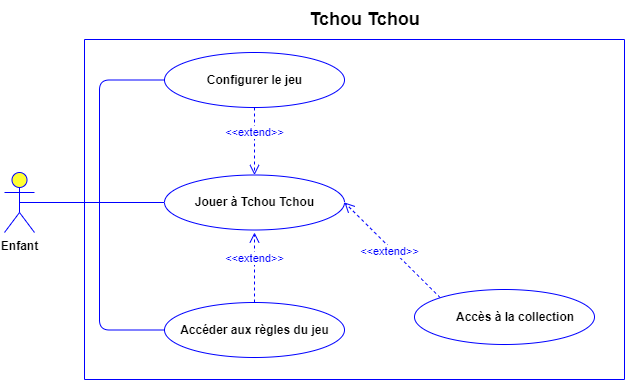 Tchou Tchou
Configurer le jeu
<<extend>>
Jouer à Tchou Tchou
Enfant
<<extend>>
<<extend>>
Accès à la collection
Accéder aux règles du jeu